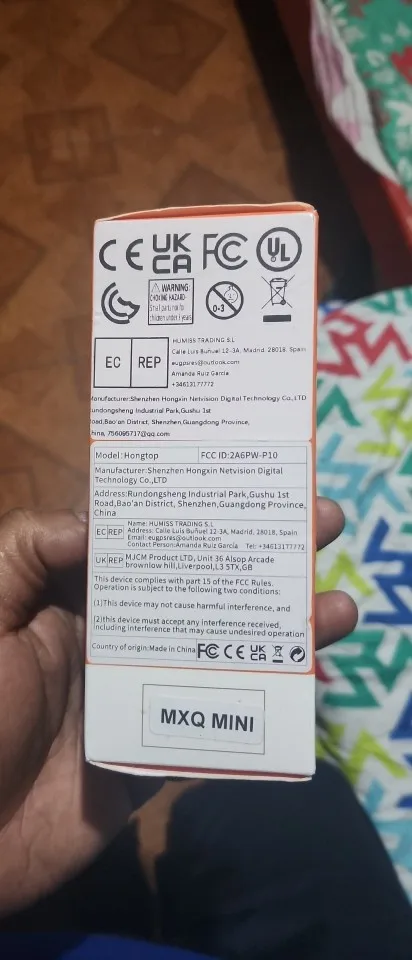 CE UK CA FC UL
WARNING:
CHOKING HAZARD-
Small parts not for
children under 3 years
0-3
HUMISS TRADING S.L
Calle Luis Buñuel 12-3A, Madrid. 28018, Spain
EC REP
eugpsres@outlook.com
Amanda Ruiz Garcia
+34613177772
Manufacturer:Shenzhen Hongxin Netvision Digital Technology Co.,LTD
undongsheng Industrial Park,Gushu 1st
oad,Bao'an District, Shenzhen,Guangdong Province,
hina, 756085717@qq.com
Model:Hongtop FCC ID:2A6PW-P10
Manufacturer:Shenzhen Hongxin Netvision Digital
Technology Co.,LTD
Address:Rundongsheng Industrial Park,Gushu 1st
Road,Bao'an District, Shenzhen,Guangdong Province,
China
Name: HUMISS TRADING S.L
EC REP Address: Calle Luis Buñuel 12-3A, Madrid, 28018, Spain
Email: eugpsres@outlook.com
Contact Person:Amanda Ruiz Garcia Tel: +34613177772
UK REP MJCM Product LTD, Unit 36 Alsop Arcade
brownlow hill,Liverpool,L3 5TX,GB
This device complies with part 15 of the FCC Rules.
Operation is subject to the following two conditions:
(1)This device may not cause harmful interference, and
(2)this device must accept any interference received,
including interference that may cause undesired operation
Country of origin:Made in China FC CE UK CA
MXQ MINI